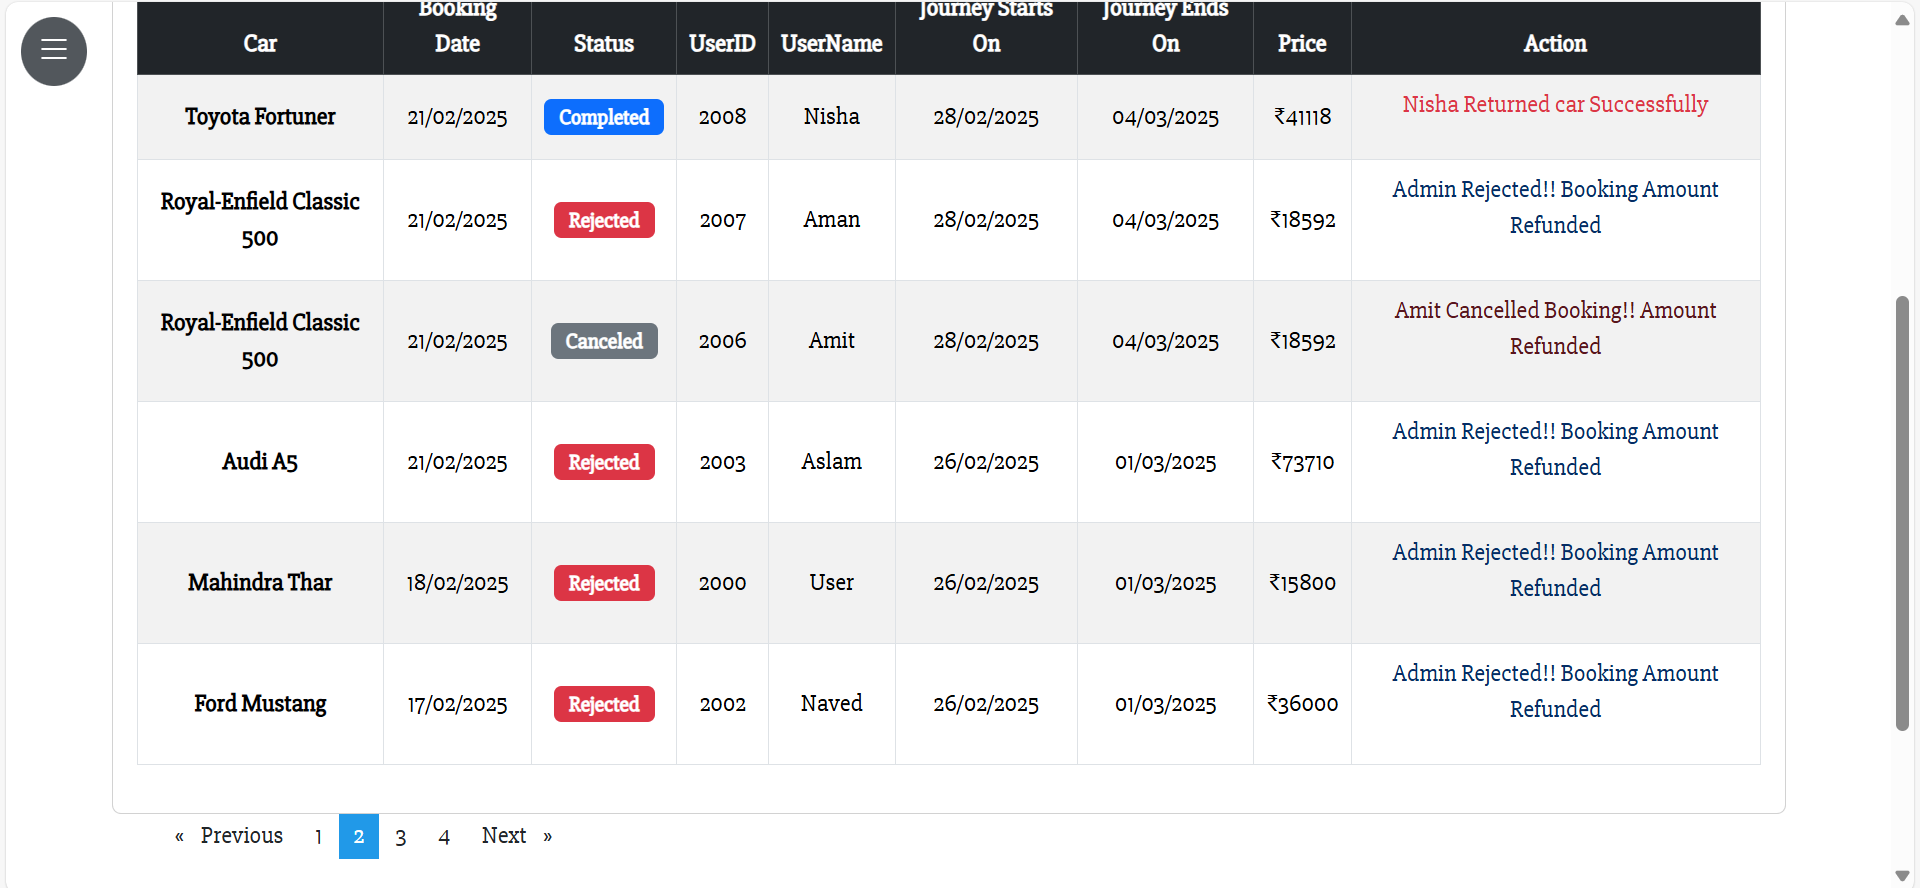 Booking Journey Starts Journey Ends
Car Date Status UserID UserName On On Price Action
Toyota Fortuner 21/02/2025 Completed 2008 Nisha 28/02/2025 04/03/2025 ₹41118 Nisha Returned car Successfully
Royal-Enfield Classic
500 21/02/2025 Rejected 2007 Aman 28/02/2025 04/03/2025 ₹18592 Admin Rejected!! Booking Amount
Refunded
Royal-Enfield Classic
500 21/02/2025 Canceled 2006 Amit 28/02/2025 04/03/2025 ₹18592 Amit Cancelled Booking!! Amount
Refunded
Audi A5 21/02/2025 Rejected 2003 Aslam 26/02/2025 01/03/2025 ₹73710 Admin Rejected!! Booking Amount
Refunded
Mahindra Thar 18/02/2025 Rejected 2000 User 26/02/2025 01/03/2025 ₹15800 Admin Rejected!! Booking Amount
Refunded
Ford Mustang 17/02/2025 Rejected 2002 Naved 26/02/2025 01/03/2025 ₹36000 Admin Rejected!! Booking Amount
Refunded
« Previous 1 2 3 4 Next »